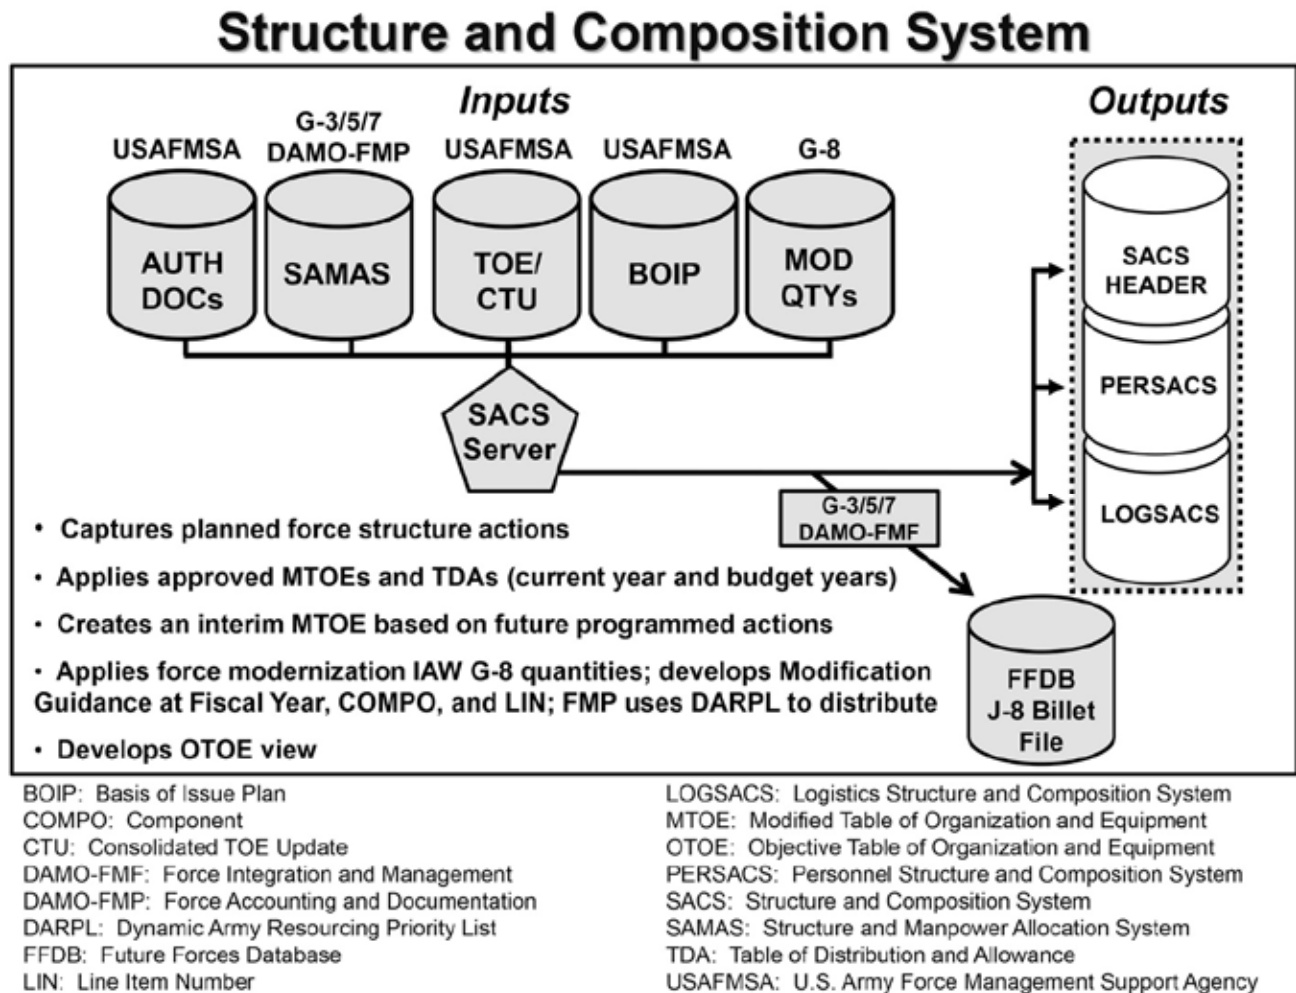 Structure and Composition System
Inputs
Outputs
USAFMSA
G-3/5/7
DAMO-FMP
USAFMSA
USAFMSA
G-8
AUTH
DOCs
SAMAS
TOE/
CTU
BOIP
MOD
QTYs
SACS
HEADER
PERSACS
LOGSACS
SACS
Server
G-3/5/7
DAMO-FMF
FFDB
J-8 Billet
File
• Captures planned force structure actions
• Applies approved MTOEs and TDAs (current year and budget years)
• Creates an interim MTOE based on future programmed actions
• Applies force modernization IAW G-8 quantities; develops Modification
Guidance at Fiscal Year, COMPO, and LIN; FMP uses DARPL to distribute
• Develops OTOE view
BOIP: Basis of Issue Plan
COMPO: Component
CTU: Consolidated TOE Update
DAMO-FMF: Force Integration and Management
DAMO-FMP: Force Accounting and Documentation
DARPL: Dynamic Army Resourcing Priority List
FFDB: Future Forces Database
LIN: Line Item Number
LOGSACS: Logistics Structure and Composition System
MTOE: Modified Table of Organization and Equipment
OTOE: Objective Table of Organization and Equipment
PERSACS: Personnel Structure and Composition System
SACS: Structure and Composition System
SAMAS: Structure and Manpower Allocation System
TDA: Table of Distribution and Allowance
USAFMSA: U.S. Army Force Management Support Agency